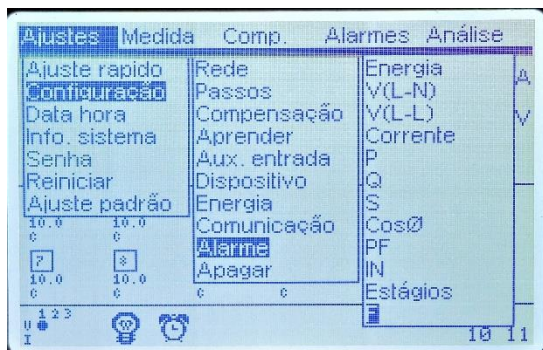 Ajustes Medida Comp. Alarmes Análise
Ajuste rapido
Configuração
Data hora
Info. sistema
Senha
Reiniciar
Ajuste padrão
Rede
Passos
Compensação
Aprender
Aux. entrada
Dispositivo
Energia
Comunicação
Alarme
Apagar
Energia
V(L-N)
V(L-L)
Corrente
P
Q
S
CosØ
PF
IN
Estágios
F
A
V
10.0 10.0
C C
7 8
10.0 10.0
C C C C
1 2 3
V
I
10 11